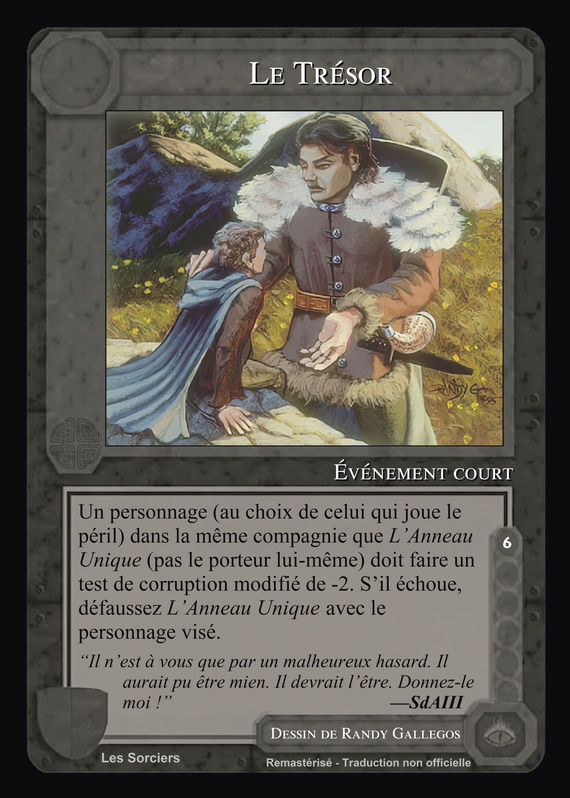 Le Trésor
RANDY G
Événement court
Un personnage (au choix de celui qui joue le
péril) dans la même compagnie que L'Anneau
Unique (pas le porteur lui-même) doit faire un
test de corruption modifié de -2. S'il échoue,
défaussez L'Anneau Unique avec le
personnage visé.
6
“Il n'est à vous que par un malheureux hasard. Il
aurait pu être mien. Il devrait l'être. Donnez-le
moi !”
—SdAIII
Dessin de Randy Gallegos
Les Sorciers
Remastérisé - Traduction non officielle